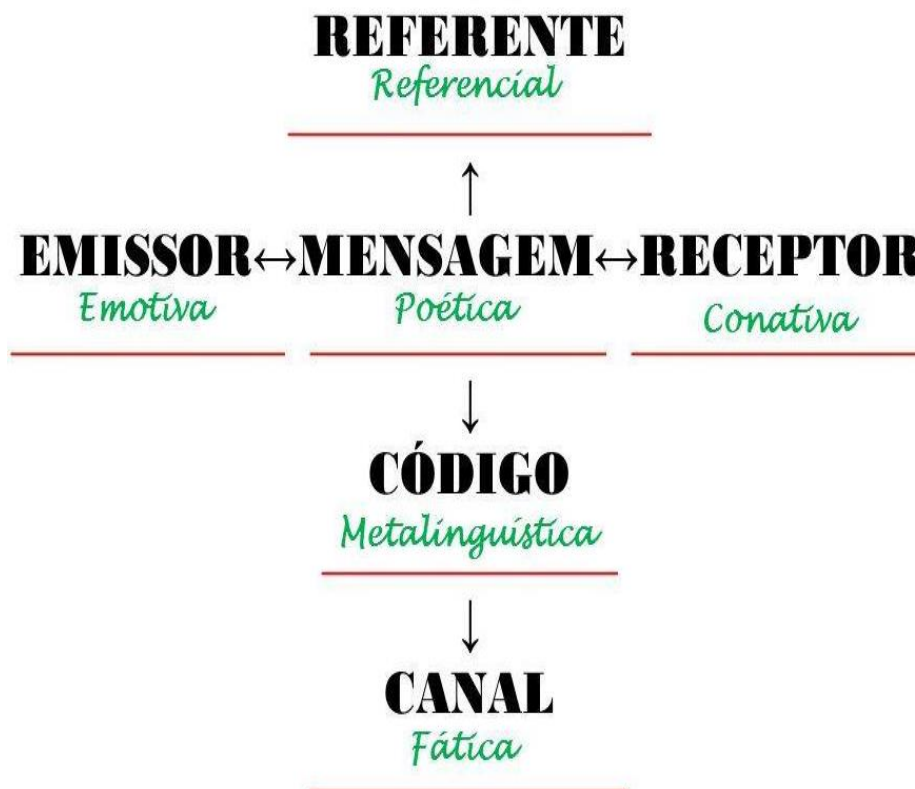 REFERENTE
Referencial
↑
EMISSOR↔MENSAGEM↔RECEPTOR
Emotiva Poética Conativa
↓
CÓDIGO
Metalinguística
↓
CANAL
Fática